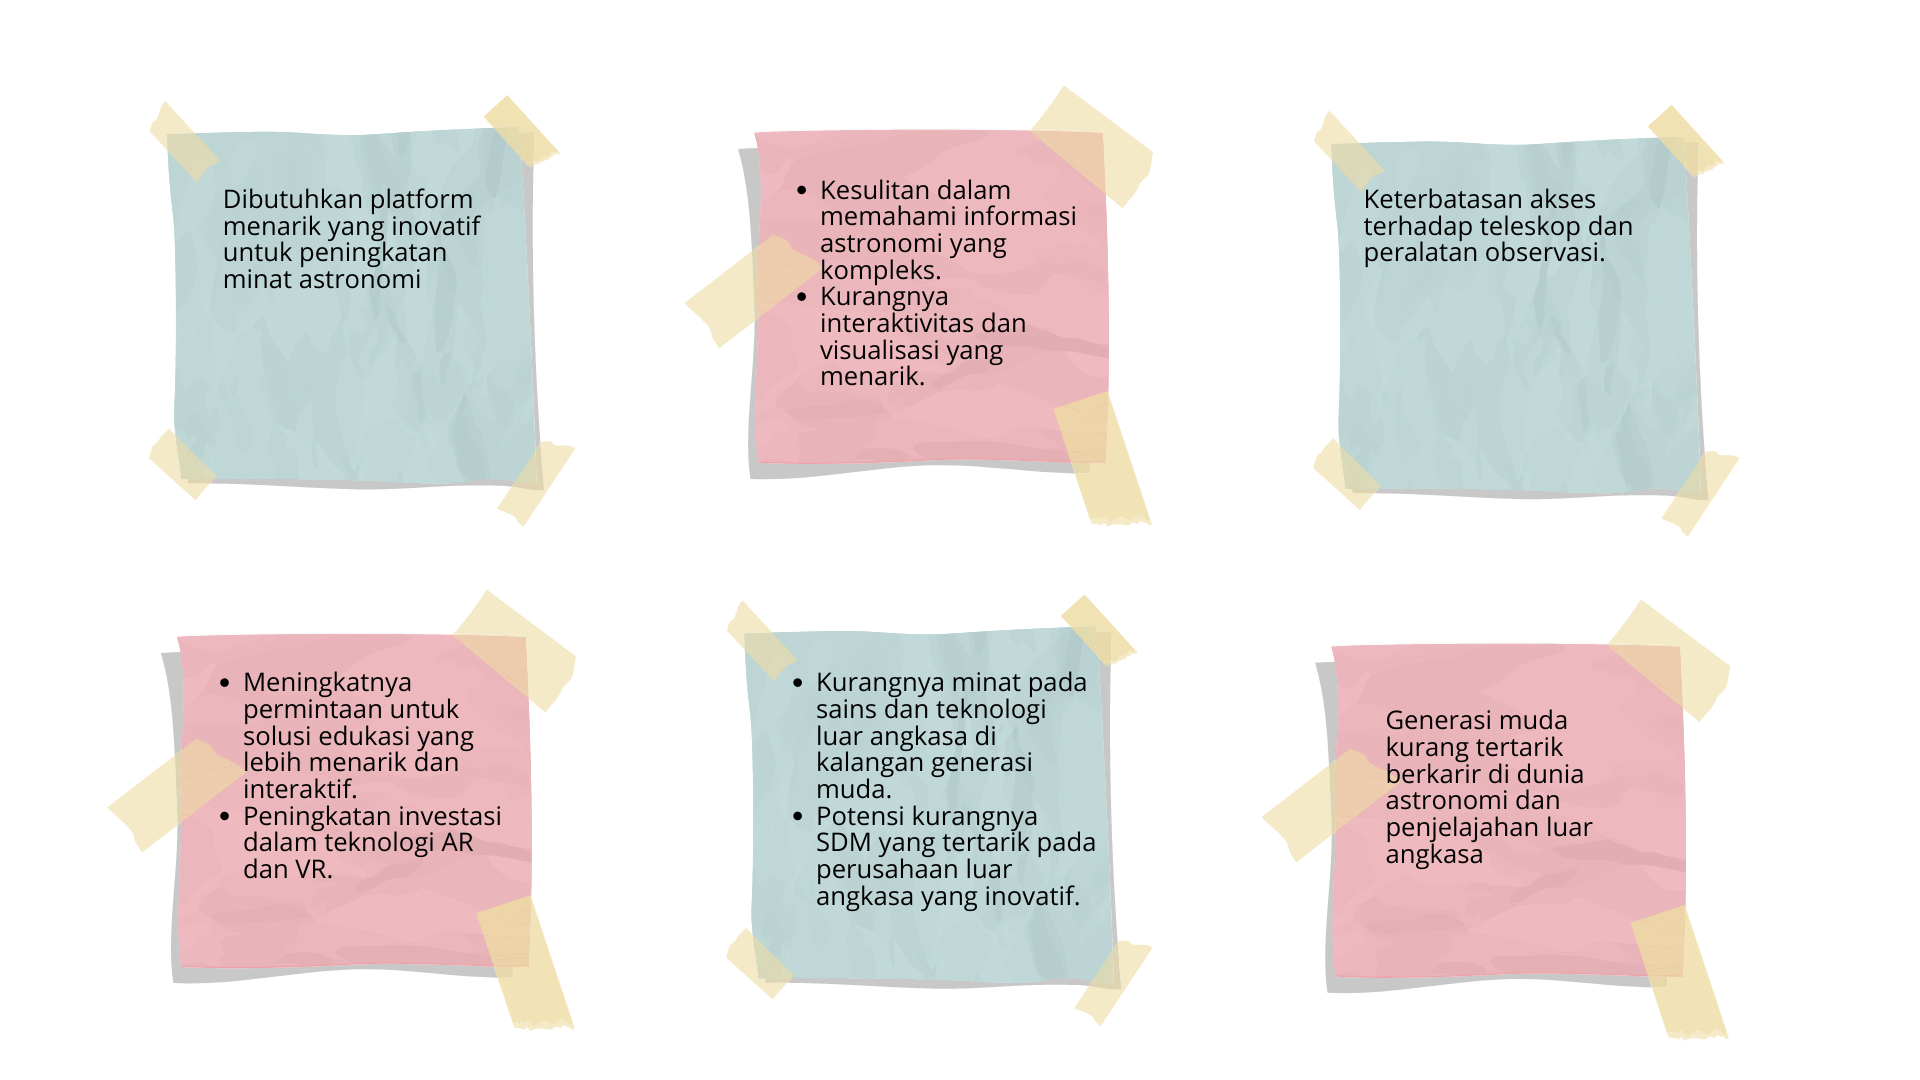 Dibutuhkan platform
menarik yang inovatif
untuk peningkatan
minat astronomi
• Kesulitan dalam
memahami informasi
astronomi yang
kompleks.
• Kurangnya
interaktivitas dan
visualisasi yang
menarik.
Keterbatasan akses
terhadap teleskop dan
peralatan observasi.
• Meningkatnya
permintaan untuk
solusi edukasi yang
lebih menarik dan
interaktif.
• Peningkatan investasi
dalam teknologi AR
dan VR.
• Kurangnya minat pada
sains dan teknologi
luar angkasa di
kalangan generasi
muda.
• Potensi kurangnya
SDM yang tertarik pada
perusahaan luar
angkasa yang inovatif.
Generasi muda
kurang tertarik
berkarir di dunia
astronomi dan
penjelajahan luar
angkasa